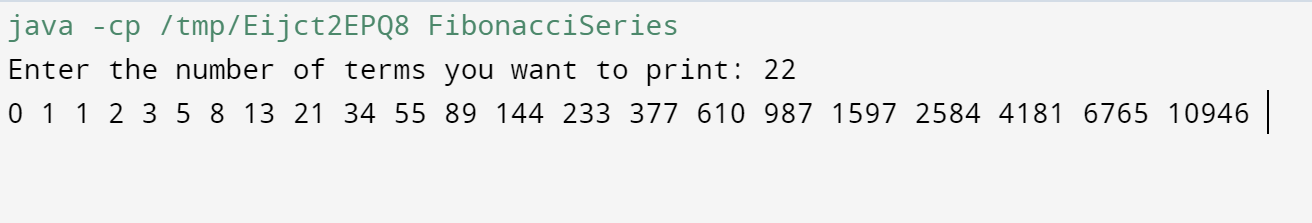 java -cp /tmp/Eijct2EPQ8 FibonacciSeries
Enter the number of terms you want to print: 22
0 1 1 2 3 5 8 13 21 34 55 89 144 233 377 610 987 1597 2584 4181 6765 10946